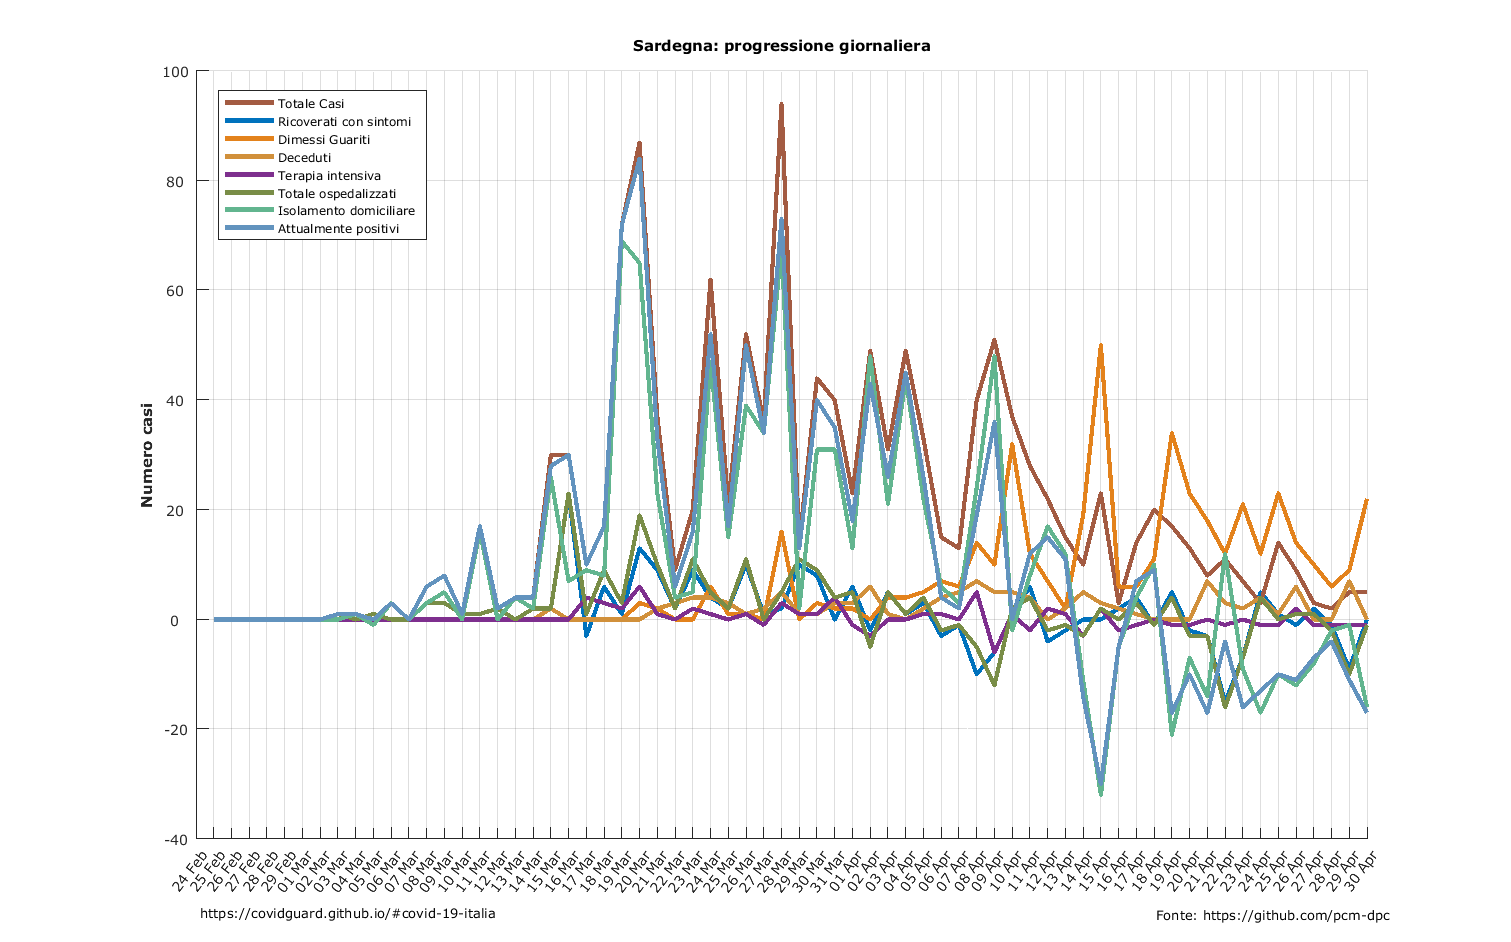 Sardegna: progressione giornaliera
Numero casi
100
80
60
40
20
0
-20
-40
Totale Casi
Ricoverati con sintomi
Dimessi Guariti
Deceduti
Terapia intensiva
Totale ospedalizzati
Isolamento domiciliare
Attualmente positivi
24 Feb
25 Feb
26 Feb
27 Feb
28 Feb
29 Feb
01 Mar
02 Mar
03 Mar
04 Mar
05 Mar
06 Mar
07 Mar
08 Mar
09 Mar
10 Mar
11 Mar
12 Mar
13 Mar
14 Mar
15 Mar
16 Mar
17 Mar
18 Mar
19 Mar
20 Mar
21 Mar
22 Mar
23 Mar
24 Mar
25 Mar
26 Mar
27 Mar
28 Mar
29 Mar
30 Mar
31 Mar
01 Apr
02 Apr
03 Apr
04 Apr
05 Apr
06 Apr
07 Apr
08 Apr
09 Apr
10 Apr
11 Apr
12 Apr
13 Apr
14 Apr
15 Apr
16 Apr
17 Apr
18 Apr
19 Apr
20 Apr
21 Apr
22 Apr
23 Apr
24 Apr
25 Apr
26 Apr
27 Apr
28 Apr
29 Apr
30 Apr
https://covidguard.github.io/#covid-19-italia
Fonte: https://github.com/pcm-dpc